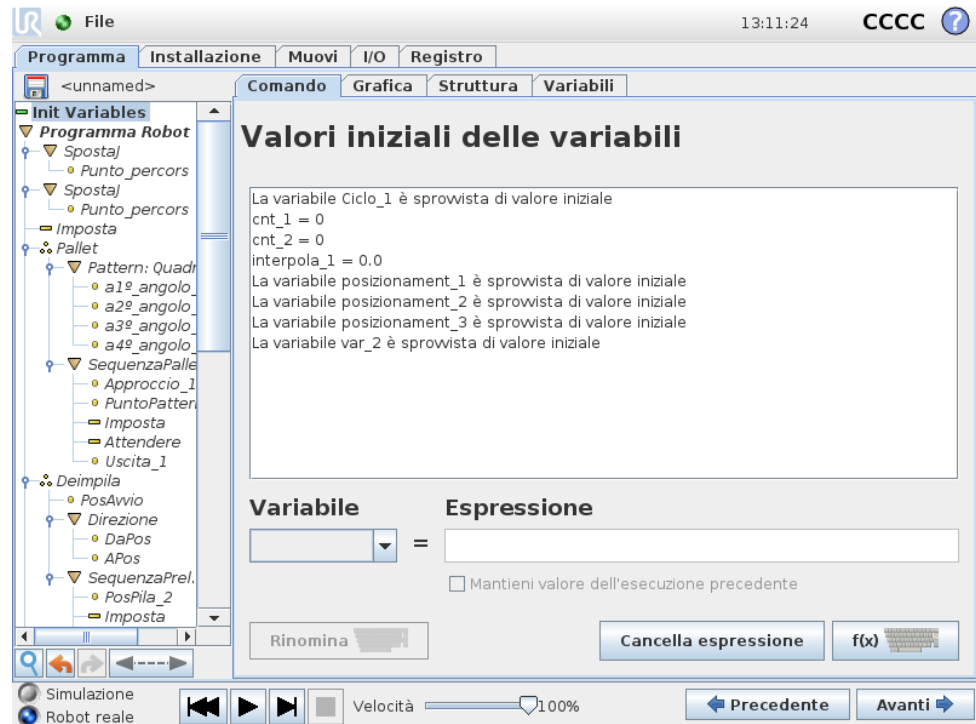 UR File 13:11:24 CCCC ?
Programma Installazione Muovi I/O Registro
<unnamed>
Comando Grafica Struttura Variabili
Init Variables
Programma Robot
SpostaJ
Punto_percors
SpostaJ
Punto_percors
Imposta
Pallet
Pattern: Quadr
a1º_angolo_
a2º_angolo_
a3º_angolo_
a4º_angolo_
SequenzaPalle
Approccio_1
PuntoPatter
Imposta
Attendere
Uscita_1
Deimpila
PosAvvio
Direzione
DaPos
APos
SequenzaPrel.
PosPila_2
Imposta
Valori iniziali delle variabili
La variabile Ciclo_1 è sprovvista di valore iniziale
cnt_1 = 0
cnt_2 = 0
interpola_1 = 0.0
La variabile posizionament_1 è sprovvista di valore iniziale
La variabile posizionament_2 è sprovvista di valore iniziale
La variabile posizionament_3 è sprovvista di valore iniziale
La variabile var_2 è sprovvista di valore iniziale
Variabile Espressione
=
Mantieni valore dell'esecuzione precedente
Rinomina Cancella espressione f(x)
Simulazione
Robot reale
Velocità 100% Precedente Avanti